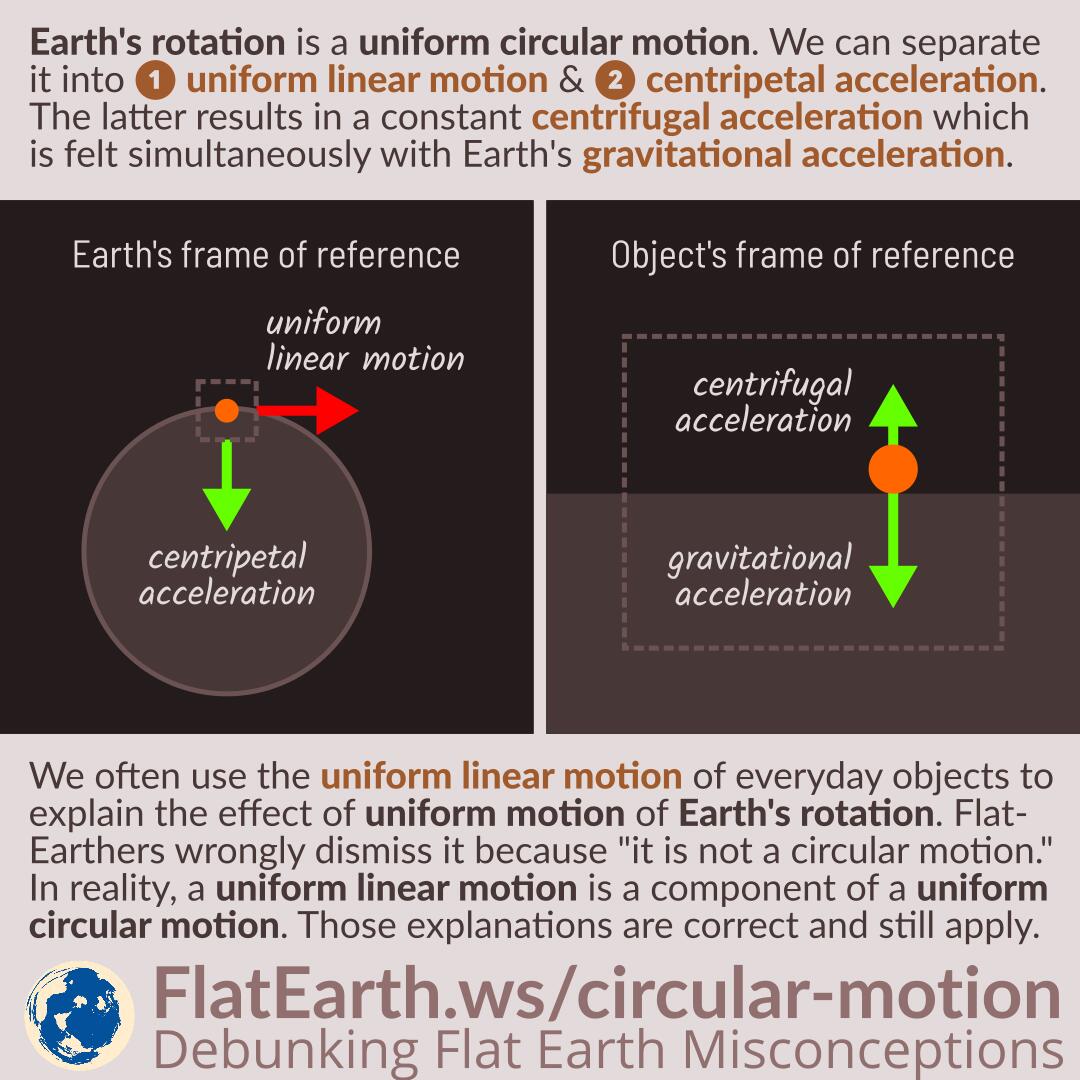 Earth's rotation is a uniform circular motion. We can separate
it into 1 uniform linear motion & 2 centripetal acceleration.
The latter results in a constant centrifugal acceleration which
is felt simultaneously with Earth's gravitational acceleration.
Earth's frame of reference
uniform
linear motion
centripetal
acceleration
Object's frame of reference
centrifugal
acceleration
gravitational
acceleration
We often use the uniform linear motion of everyday objects to
explain the effect of uniform motion of Earth's rotation. Flat-
Earthers wrongly dismiss it because "it is not a circular motion."
In reality, a uniform linear motion is a component of a uniform
circular motion. Those explanations are correct and still apply.
FlatEarth.ws/circular-motion
Debunking Flat Earth Misconceptions